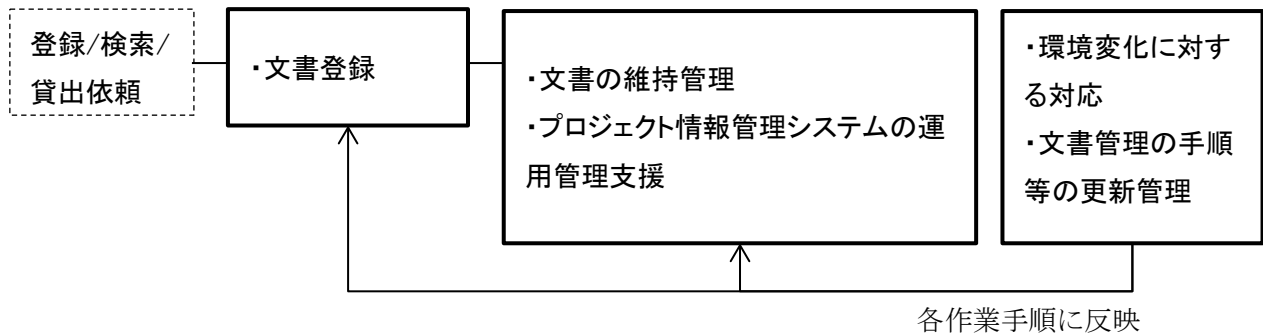 登録/検索/
貸出依頼
・文書登録
・文書の維持管理
・プロジェクト情報管理システムの運
用管理支援
・環境変化に対す
る対応
・文書管理の手順
等の更新管理
各作業手順に反映